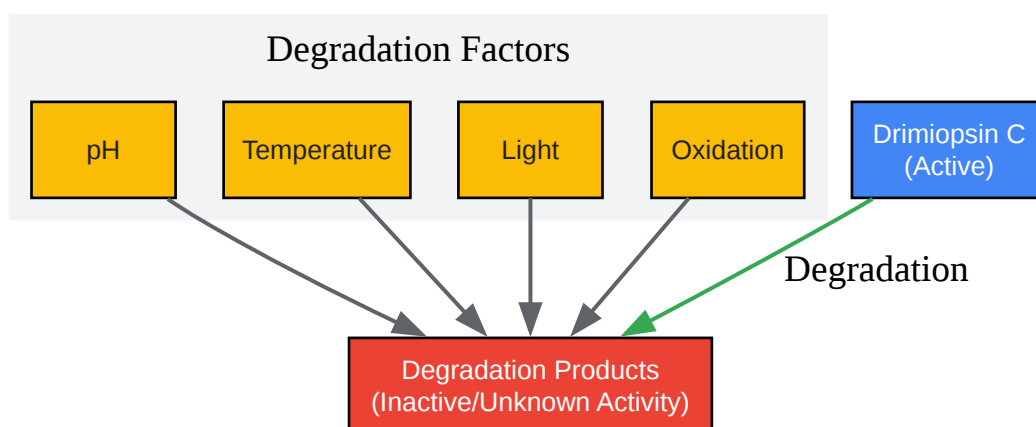 Degradation Factors
pH
Temperature
Light
Oxidation
Drimiopsin C
(Active)
Degradation
Degradation Products
(Inactive/Unknown Activity)